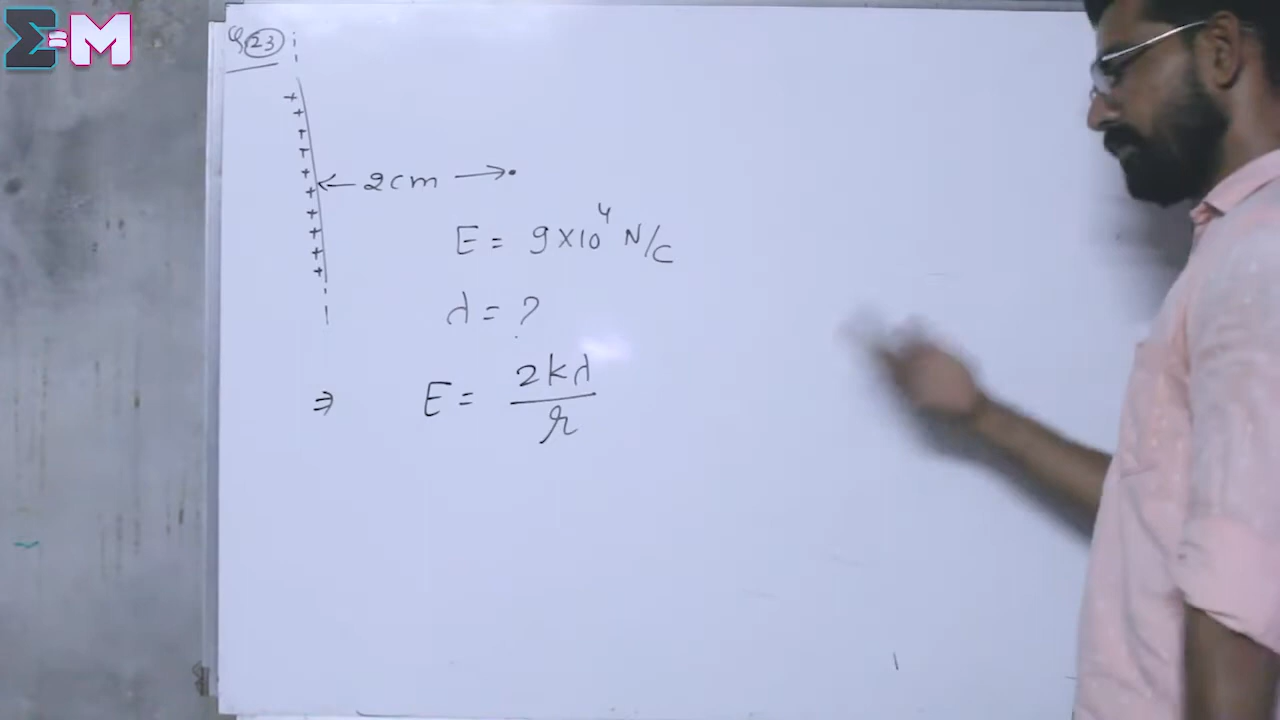 Σ=M
Q 23
2cm
E = 9×10⁴ N/C
λ = ?
⇒ E = 2kλ/r